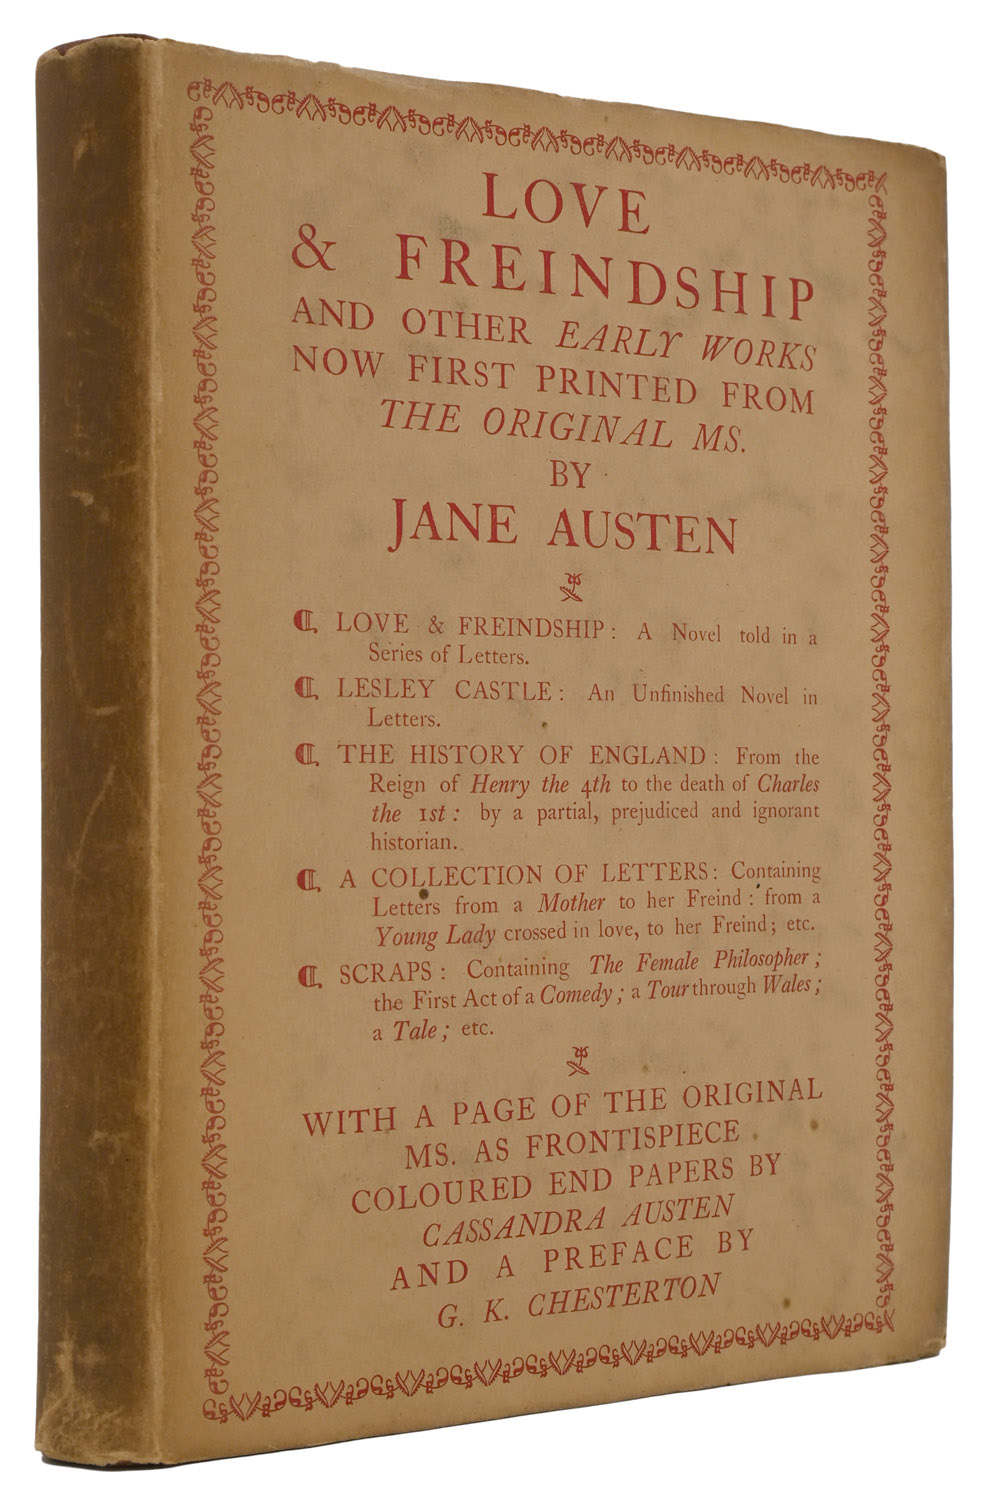 LOVE
& FREINDSHIP
AND OTHER EARLY WORKS
NOW FIRST PRINTED FROM
THE ORIGINAL MS.
BY
JANE AUSTEN
¶ LOVE & FREINDSHIP: A Novel told in a
Series of Letters.
¶ LESLEY CASTLE: An Unfinished Novel in
Letters.
¶ THE HISTORY OF ENGLAND: From the
Reign of Henry the 4th to the death of Charles
the 1st: by a partial, prejudiced and ignorant
historian.
¶ A COLLECTION OF LETTERS: Containing
Letters from a Mother to her Freind: from a
Young Lady crossed in love, to her Freind; etc.
¶ SCRAPS: Containing The Female Philosopher;
the First Act of a Comedy; a Tour through Wales;
a Tale; etc.
WITH A PAGE OF THE ORIGINAL
MS. AS FRONTISPIECE
COLOURED END PAPERS BY
CASSANDRA AUSTEN
AND A PREFACE BY
G. K. CHESTERTON